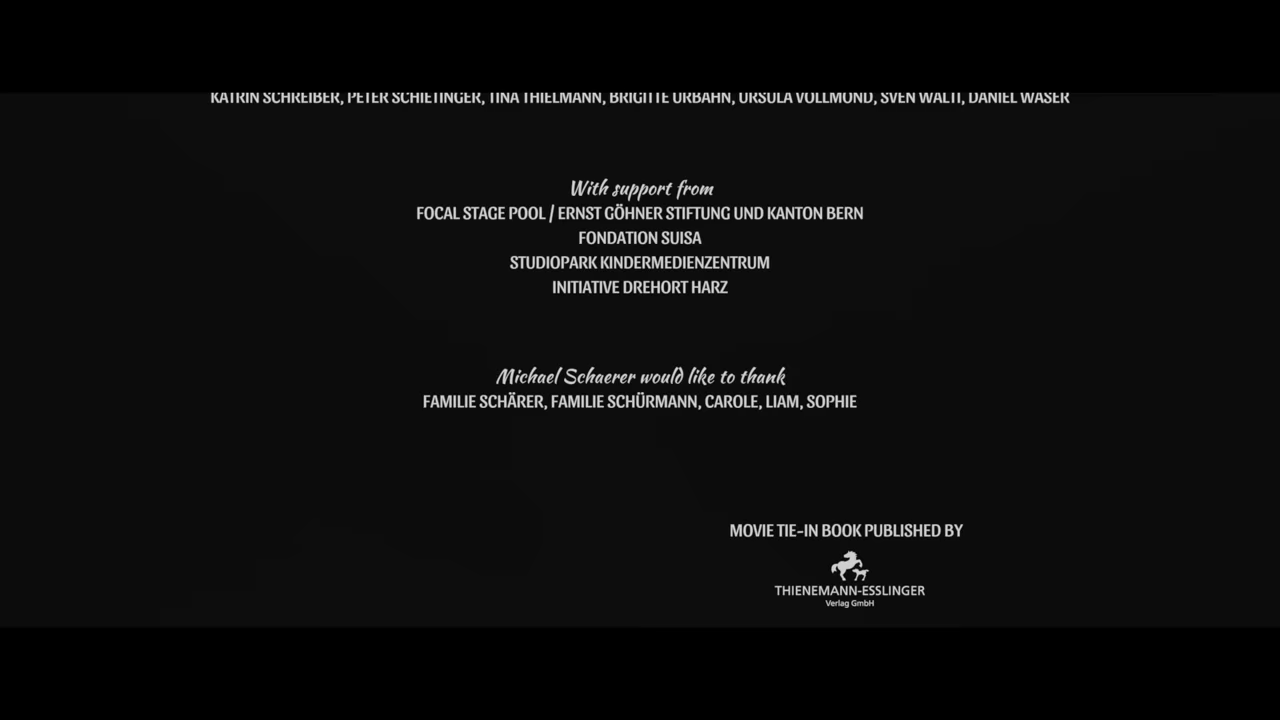 KATRIN SCHREIBER, PETER SCHIETINGER, TINA THIELMANN, BRIGITTE URBAHN, URSULA VOLLMOND, SVEN WÄLTI, DANIEL WASER
With support from
FOCAL STAGE POOL / ERNST GÖHNER STIFTUNG UND KANTON BERN
FONDATION SUISA
STUDIOPARK KINDERMEDIENZENTRUM
INITIATIVE DREHORT HARZ
Michael Schaerer would like to thank
FAMILIE SCHÄRER, FAMILIE SCHÜRMANN, CAROLE, LIAM, SOPHIE
MOVIE TIE-IN BOOK PUBLISHED BY
THIENEMANN-ESSLINGER
Verlag GmbH